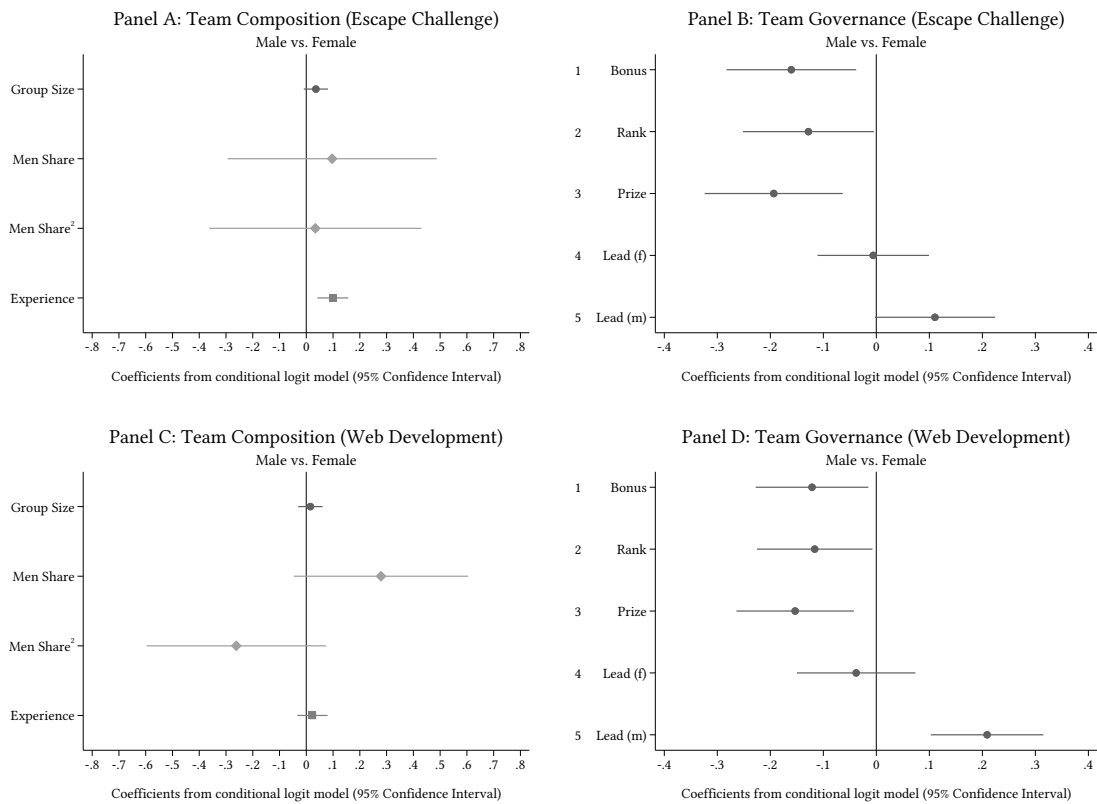 Panel A: Team Composition (Escape Challenge)
Male vs. Female
Group Size
Men Share
Men Share²
Experience
-.8 -.7 -.6 -.5 -.4 -.3 -.2 -.1 0 .1 .2 .3 .4 .5 .6 .7 .8
Coefficients from conditional logit model (95% Confidence Interval)
Panel B: Team Governance (Escape Challenge)
Male vs. Female
1 Bonus
2 Rank
3 Prize
4 Lead (f)
5 Lead (m)
-.4 -.3 -.2 -.1 0 .1 .2 .3 .4
Coefficients from conditional logit model (95% Confidence Interval)
Panel C: Team Composition (Web Development)
Male vs. Female
Group Size
Men Share
Men Share²
Experience
-.8 -.7 -.6 -.5 -.4 -.3 -.2 -.1 0 .1 .2 .3 .4 .5 .6 .7 .8
Coefficients from conditional logit model (95% Confidence Interval)
Panel D: Team Governance (Web Development)
Male vs. Female
1 Bonus
2 Rank
3 Prize
4 Lead (f)
5 Lead (m)
-.4 -.3 -.2 -.1 0 .1 .2 .3 .4
Coefficients from conditional logit model (95% Confidence Interval)